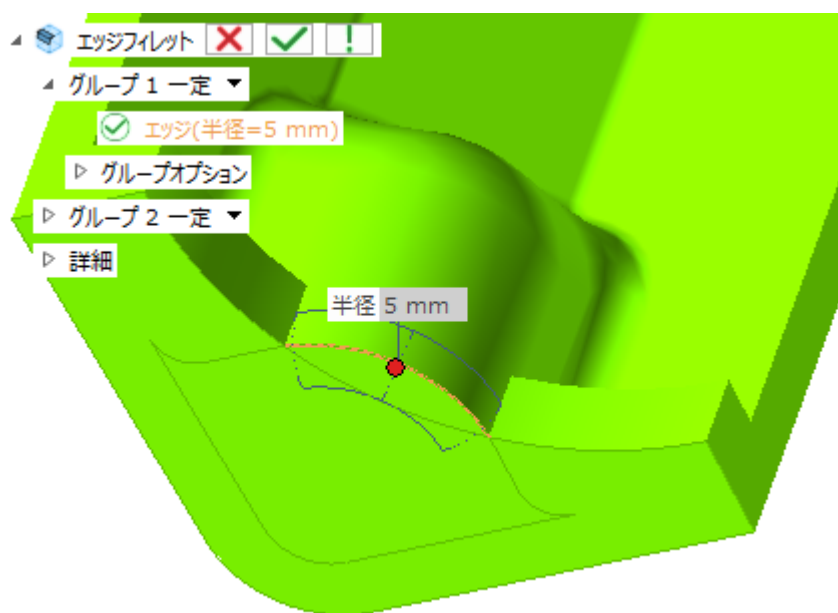 エッジフィレット
グループ 1 一定
エッジ(半径=5 mm)
グループオプション
グループ 2 一定
詳細
半径 5 mm